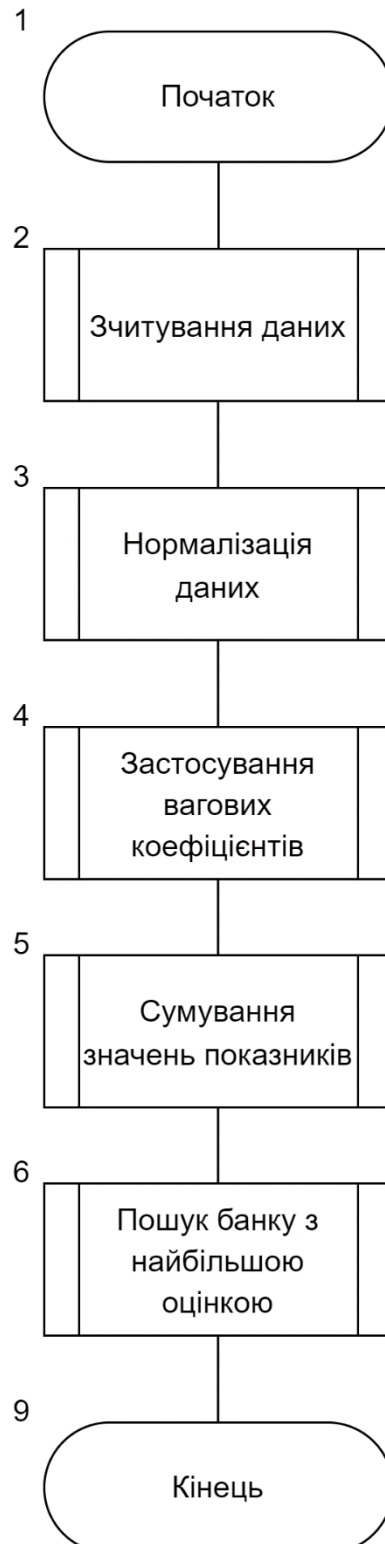 1
Початок
2
Зчитування даних
3
Нормалізація
даних
4
Застосування
вагових
коефіцієнтів
5
Сумування
значень показників
6
Пошук банку з
найбільшою
оцінкою
9
Кінець